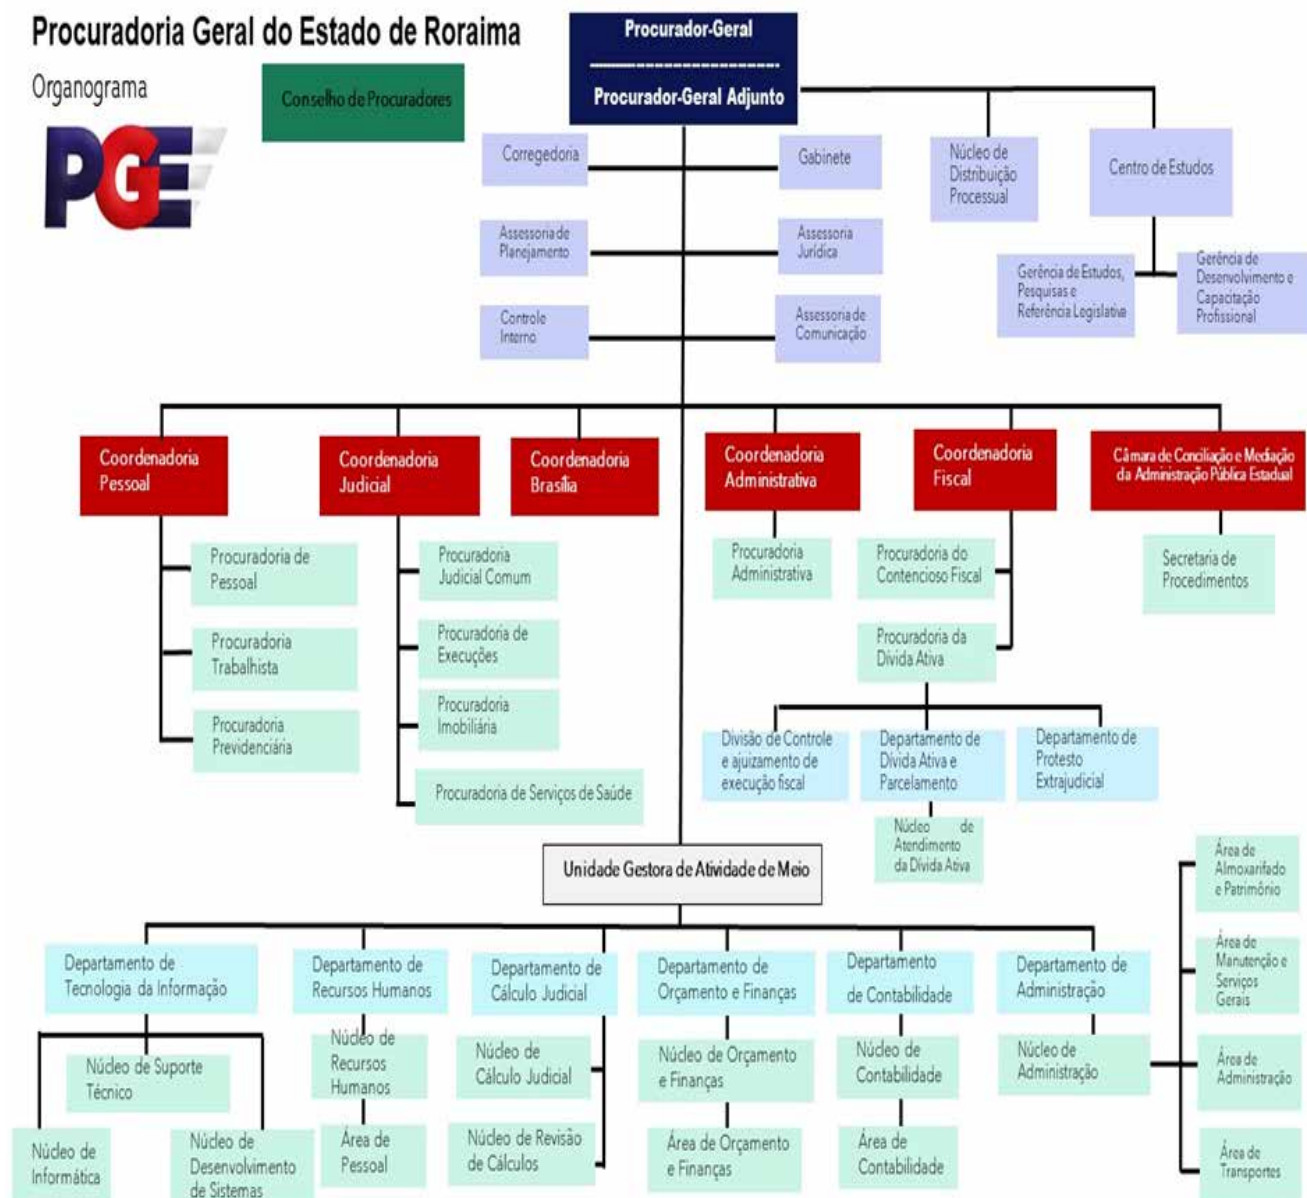 Procuradoria Geral do Estado de Roraima
Organograma
PGE
Conselho de Procuradores
Procurador-Geral
Procurador-Geral Adjunto
Corregedoria
Gabinete
Assessoria de
Planejamento
Assessoria
Jurídica
Controle
Interno
Assessoria de
Comunicação
Núcleo de
Distribuição
Processual
Centro de Estudos
Gerência de Estudos,
Pesquisas e
Referência Legislativa
Gerência de
Desenvolvimento e
Capacitação
Profissional
Coordenadoria
Pessoal
Coordenadoria
Judicial
Coordenadoria
Brasília
Coordenadoria
Administrativa
Coordenadoria
Fiscal
Câmara de Conciliação e Mediação
da Administração Pública Estadual
Procuradoria de
Pessoal
Procuradoria
Trabalhista
Procuradoria
Previdenciária
Procuradoria
Judicial Comum
Procuradoria de
Execuções
Procuradoria
Imobiliária
Procuradoria de Serviços de Saúde
Procuradoria
Administrativa
Procuradoria do
Contencioso Fiscal
Procuradoria da
Dívida Ativa
Secretaria de
Procedimentos
Divisão de Controle
e ajuizamento de
execução fiscal
Departamento de
Dívida Ativa e
Parcelamento
Departamento de
Protesto
Extrajudicial
Núcleo de
Atendimento
da Dívida Ativa
Unidade Gestora de Atividade de Meio
Departamento de
Tecnologia da Informação
Departamento de
Recursos Humanos
Departamento de
Cálculo Judicial
Departamento de
Orçamento e Finanças
Departamento
de Contabilidade
Departamento de
Administração
Núcleo de Suporte
Técnico
Núcleo de
Informática
Núcleo de
Desenvolvimento
de Sistemas
Núcleo de
Recursos
Humanos
Área de
Pessoal
Núcleo de
Cálculo Judicial
Núcleo de Revisão
de Cálculos
Núcleo de Orçamento
e Finanças
Área de Orçamento
e Finanças
Núcleo de
Contabilidade
Área de
Contabilidade
Núcleo de
Administração
Área de
Almoxarifado
e Patrimônio
Área de
Manutenção e
Serviços
Gerais
Área de
Administração
Área de
Transportes